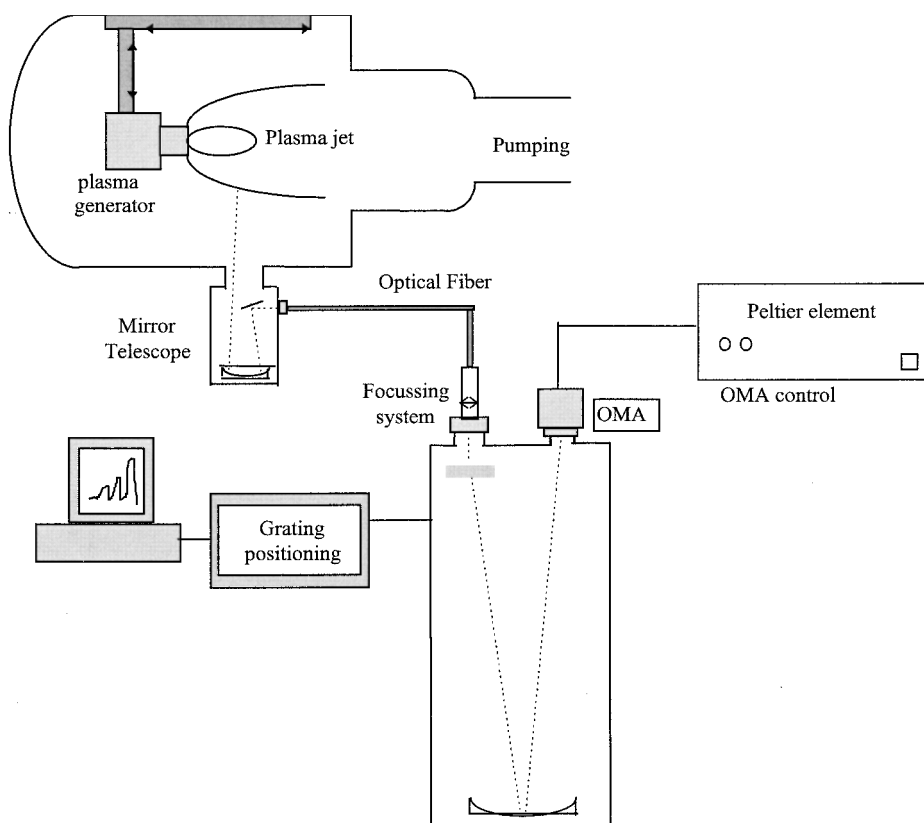 Plasma jet
Pumping
plasma
generator
Optical Fiber
Mirror
Telescope
Peltier element
Focussing
system
OMA
OMA control
Grating
positioning